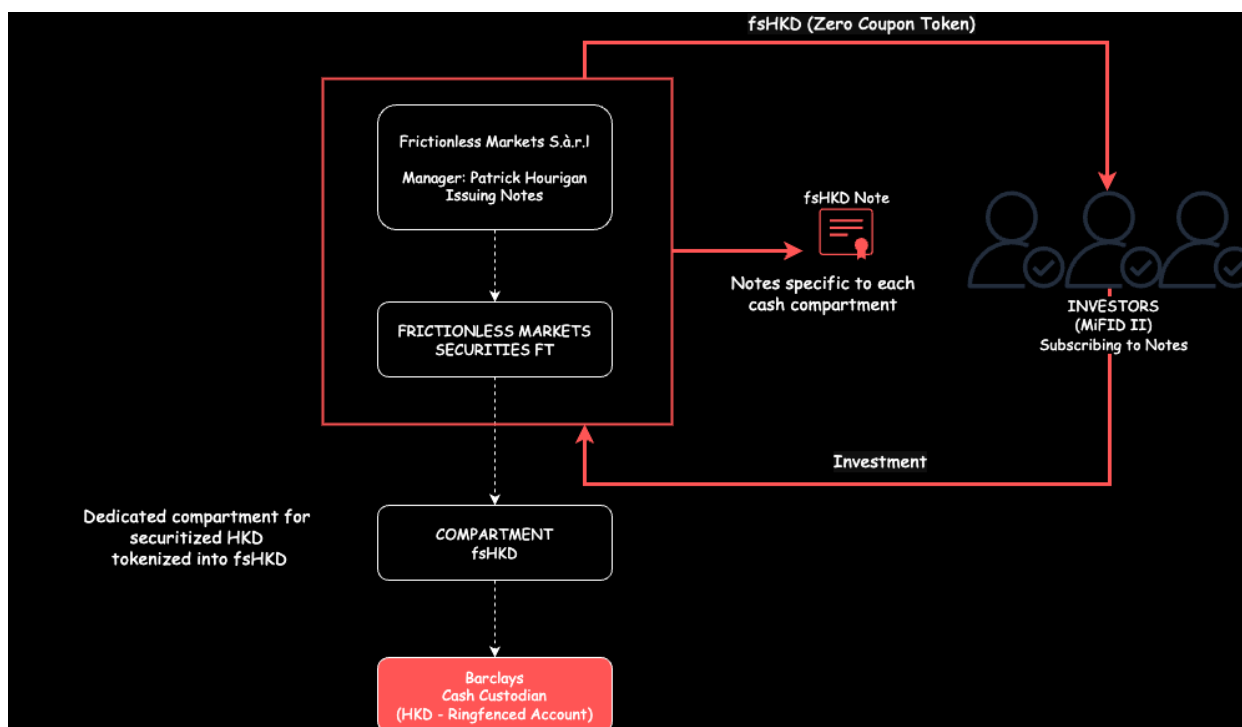 fsHKD (Zero Coupon Token)
Frictionless Markets S.à.r.l
Manager: Patrick Hourigan
Issuing Notes
fsHKD Note
Notes specific to each
cash compartment
FRICTIONLESS MARKETS
SECURITIES FT
INVESTORS
(MiFID II)
Subscribing to Notes
Investment
Dedicated compartment for
securitized HKD
tokenized into fsHKD
COMPARTMENT
fsHKD
Barclays
Cash Custodian
(HKD - Ringfenced Account)